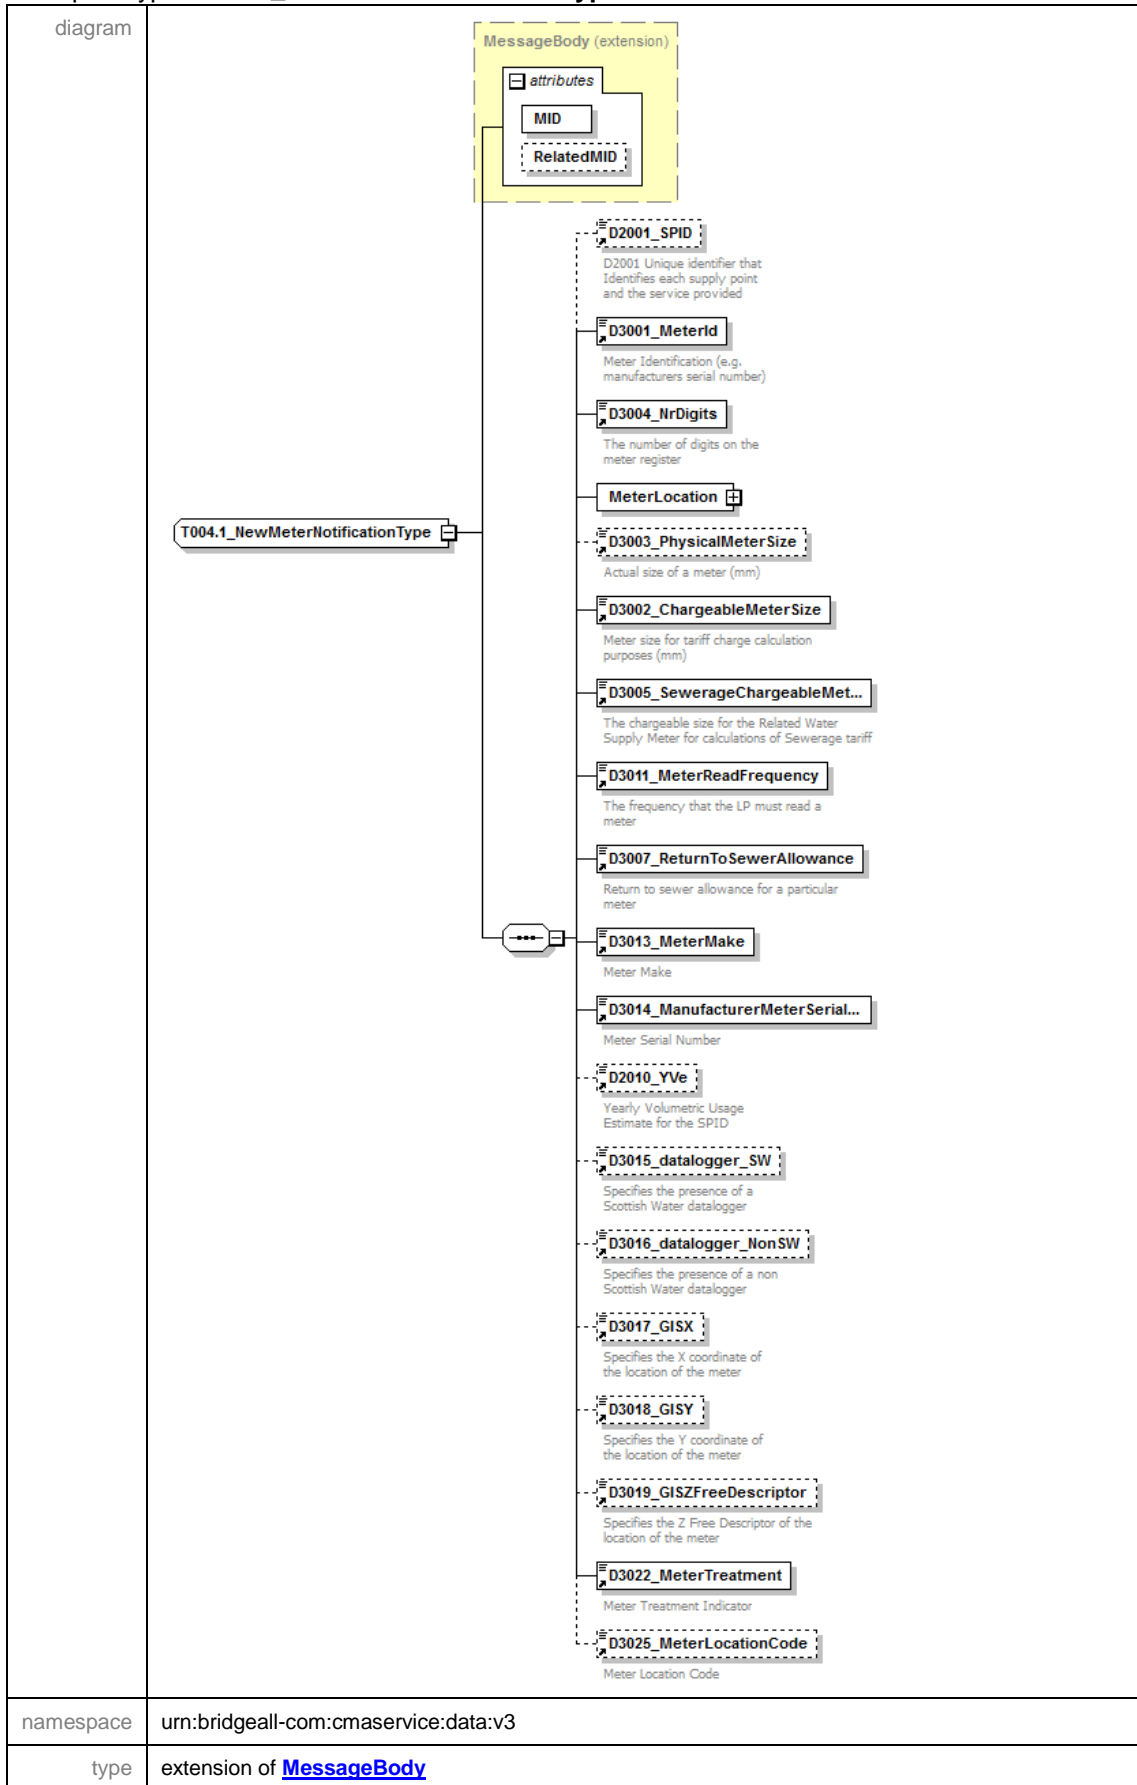 diagram
MessageBody (extension)
attributes
MID
RelatedMID
D2001_SPID
D2001 Unique identifier that
Identifies each supply point
and the service provided
D3001_MeterId
Meter Identification (e.g.
manufacturers serial number)
D3004_NrDigits
The number of digits on the
meter register
MeterLocation
T004.1_NewMeterNotificationType
D3003_PhysicalMeterSize
Actual size of a meter (mm)
D3002_ChargeableMeterSize
Meter size for tariff charge calculation
purposes (mm)
D3005_SewerageChargeableMet...
The chargeable size for the Related Water
Supply Meter for calculations of Sewerage tariff
D3011_MeterReadFrequency
The frequency that the LP must read a
meter
D3007_ReturnToSewerAllowance
Return to sewer allowance for a particular
meter
D3013_MeterMake
Meter Make
D3014_ManufacturerMeterSerial...
Meter Serial Number
D2010_YVe
Yearly Volumetric Usage
Estimate for the SPID
D3015_datalogger_SW
Specifies the presence of a
Scottish Water datalogger
D3016_datalogger_NonSW
Specifies the presence of a non
Scottish Water datalogger
D3017_GISX
Specifies the X coordinate of
the location of the meter
D3018_GISY
Specifies the Y coordinate of
the location of the meter
D3019_GISZFreeDescriptor
Specifies the Z Free Descriptor of the
location of the meter
D3022_MeterTreatment
Meter Treatment Indicator
D3025_MeterLocationCode
Meter Location Code
namespace urn:bridgeall-com:cmaservice:data:v3
type extension of MessageBody